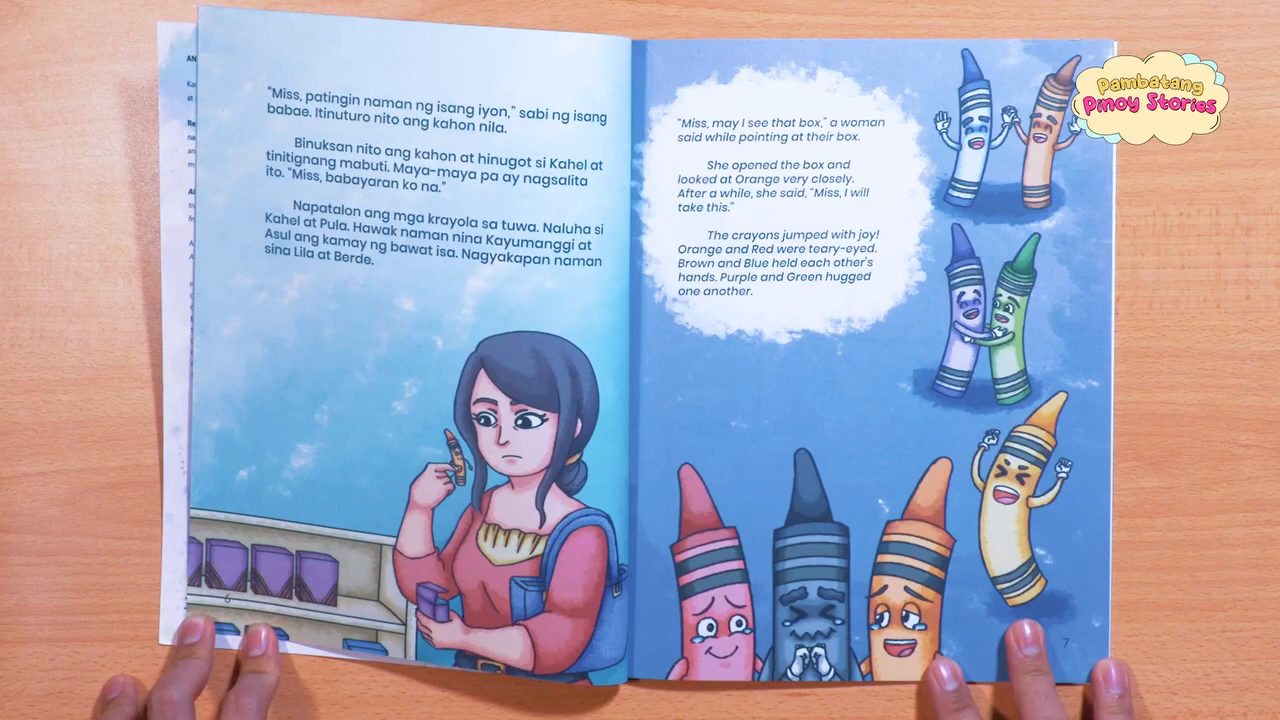 "Miss, patingin naman ng isang iyon," sabi ng isang
babae. Itinuturo nito ang kahon nila.
Binuksan nito ang kahon at hinugot si Kahel at
tinitignang mabuti. Maya-maya pa ay nagsalita
ito. "Miss, babayaran ko na."
Napatalon ang mga krayola sa tuwa. Naluha si
Kahel at Pula. Hawak naman nina Kayumanggi at
Asul ang kamay ng bawat isa. Nagyakapan naman
sina Lila at Berde.
6
"Miss, may I see that box," a woman
said while pointing at their box.
She opened the box and
looked at Orange very closely.
After a while, she said, "Miss, I will
take this."
The crayons jumped with joy!
Orange and Red were teary-eyed.
Brown and Blue held each other's
hands. Purple and Green hugged
one another.
7
Pambatang
Pinoy Stories